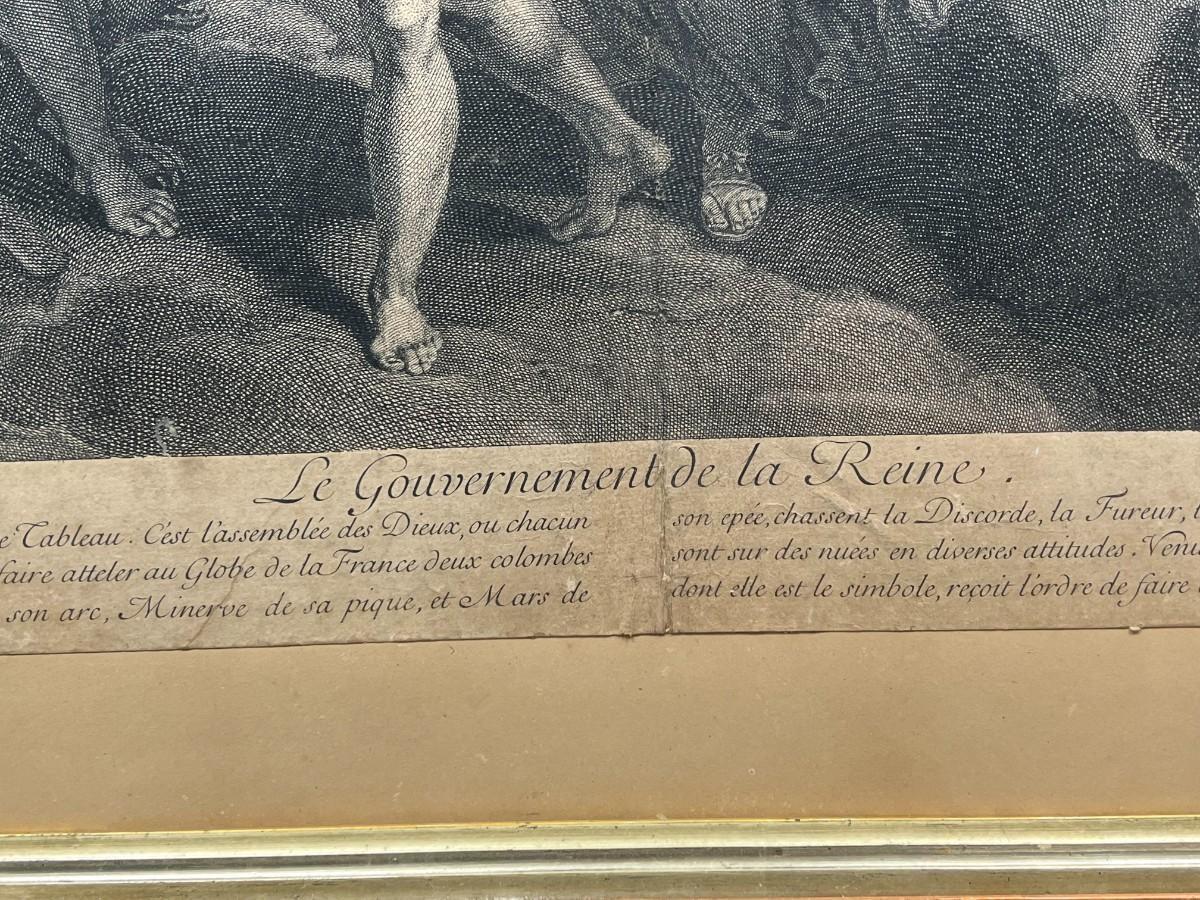 Le Gouvernement de la Reine.
Tableau. C'est l'assemblée des Dieux, ou chacun
faire atteler au Globe de la France deux colombes
son arc, Minerve de sa pique, et Mars de
son epée, chassent la Discorde, la Fureur,
sont sur des nuées en diverses attitudes. Venus
dont elle est le simbole, reçoit l'ordre de faire